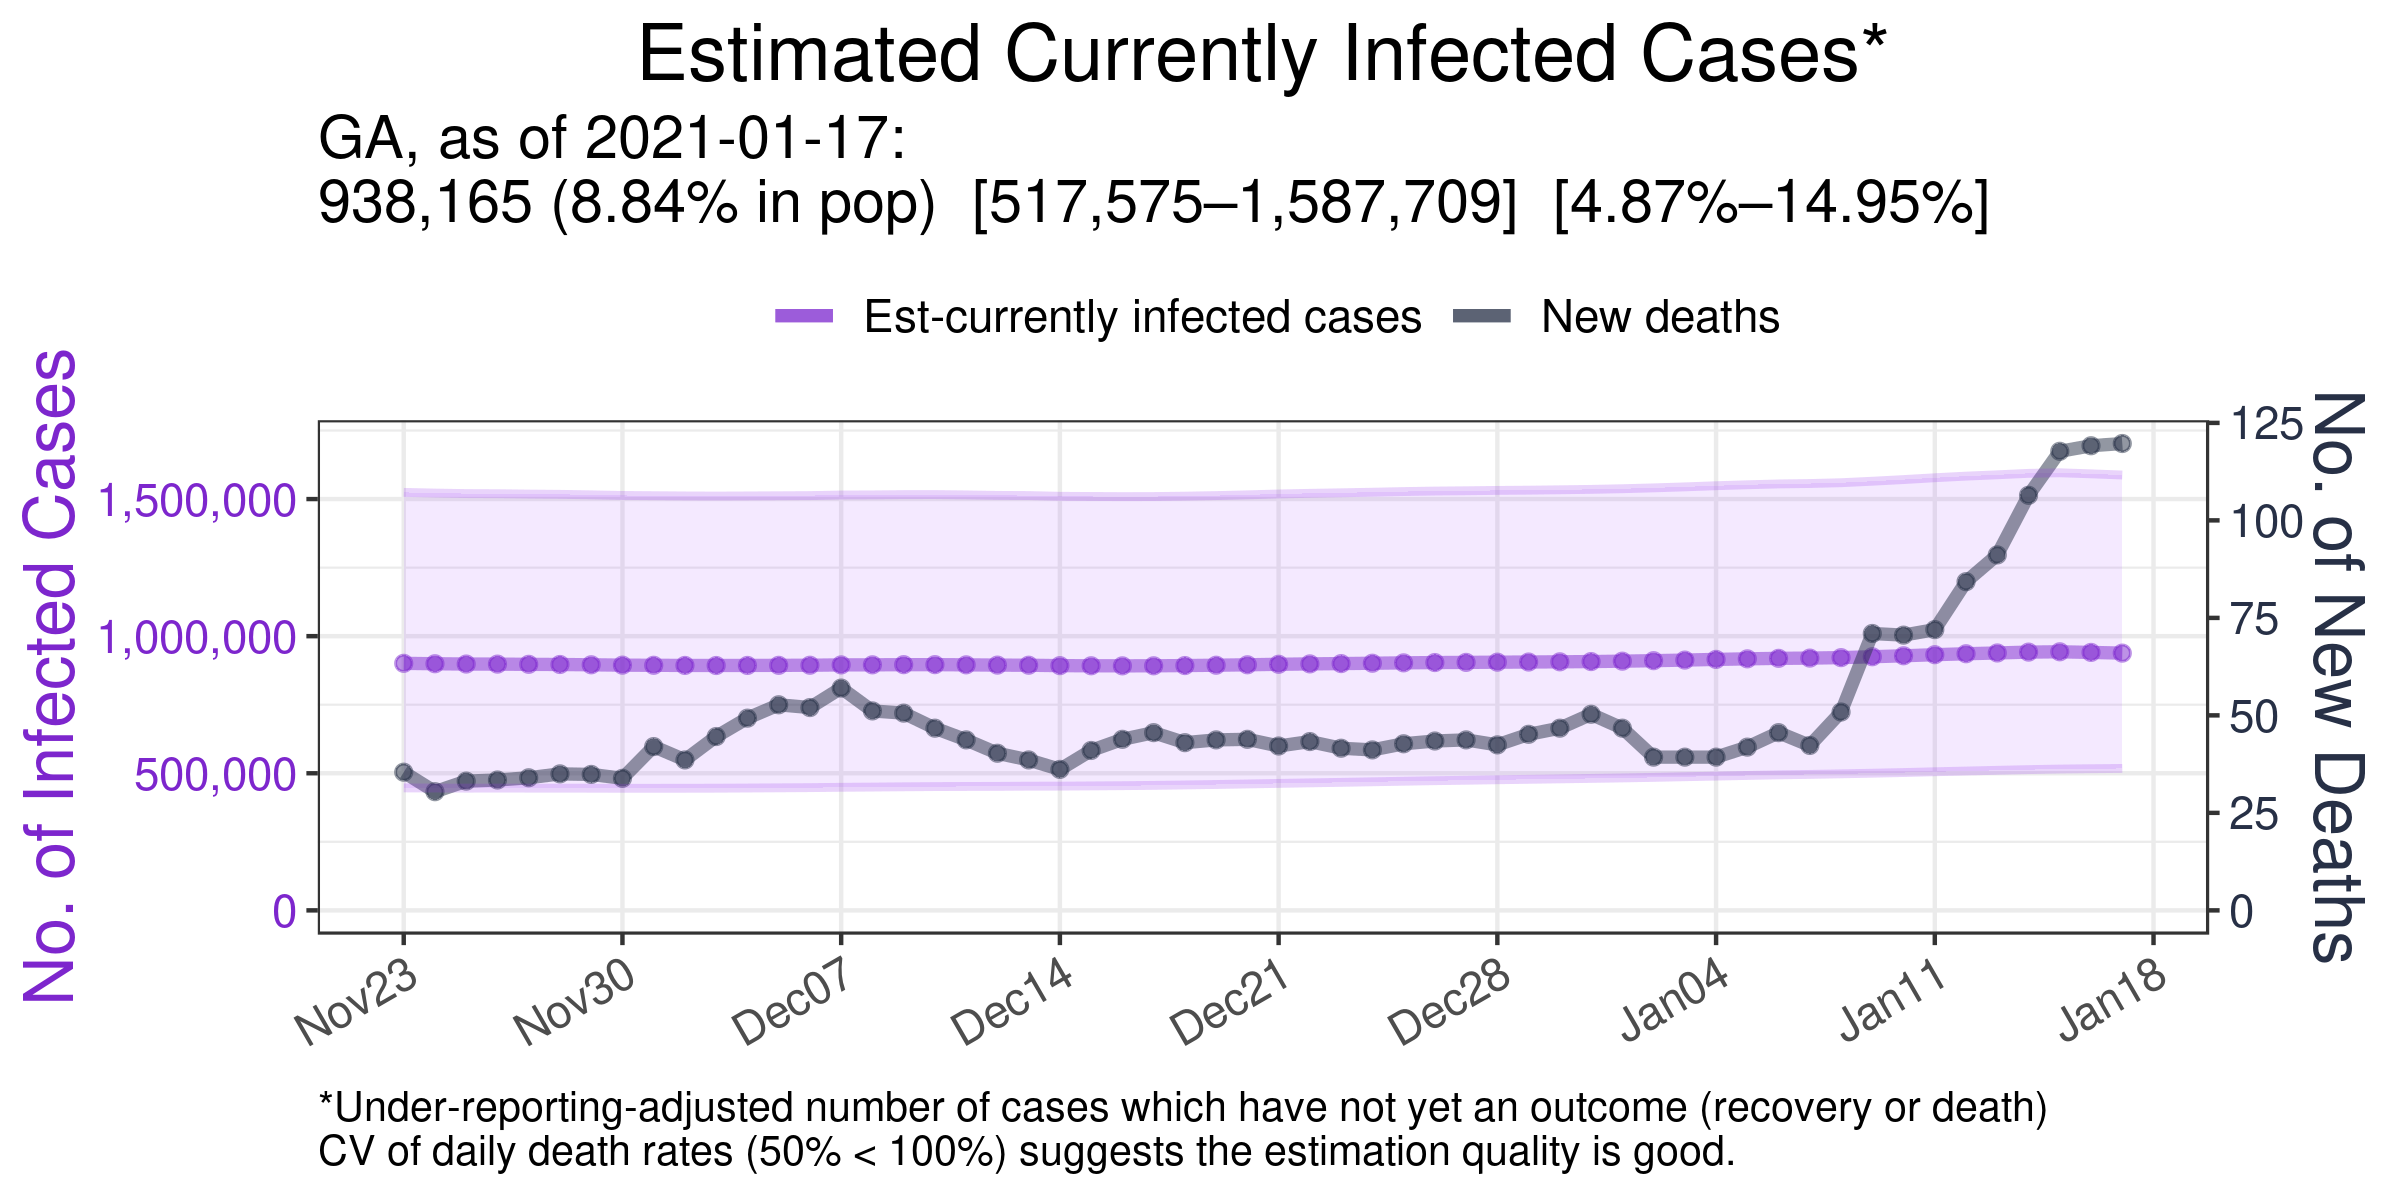 Estimated Currently Infected Cases*
GA, as of 2021-01-17:
938,165 (8.84% in pop)  [517,575–1,587,709]  [4.87%–14.95%]
Est-currently infected cases
New deaths
No. of Infected Cases
1,500,000
1,000,000
500,000
0
125
100
75
50
25
0
No. of New Deaths
Nov23
Nov30
Dec07
Dec14
Dec21
Dec28
Jan04
Jan11
Jan18
*Under-reporting-adjusted number of cases which have not yet an outcome (recovery or death)
CV of daily death rates (50% < 100%) suggests the estimation quality is good.